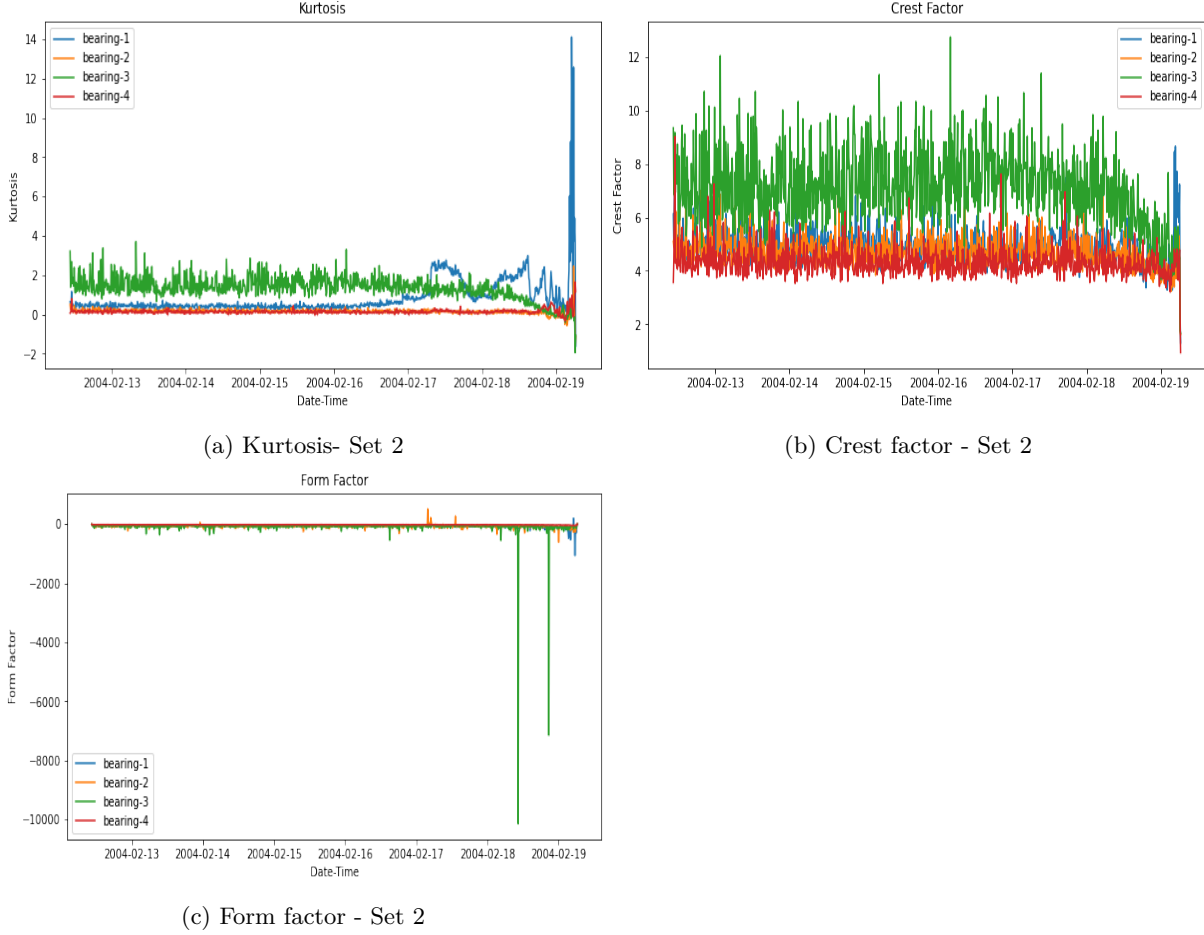 Kurtosis
14
12
10
8
6
4
2
0
−2
Kurtosis
bearing-1
bearing-2
bearing-3
bearing-4
2004-02-13 2004-02-14 2004-02-15 2004-02-16 2004-02-17 2004-02-18 2004-02-19
Date-Time
(a) Kurtosis- Set 2
Crest Factor
12
10
8
6
4
2
Crest Factor
bearing-1
bearing-2
bearing-3
bearing-4
2004-02-13 2004-02-14 2004-02-15 2004-02-16 2004-02-17 2004-02-18 2004-02-19
Date-Time
(b) Crest factor - Set 2
Form Factor
0
−2000
−4000
−6000
−8000
−10000
Form Factor
bearing-1
bearing-2
bearing-3
bearing-4
2004-02-13 2004-02-14 2004-02-15 2004-02-16 2004-02-17 2004-02-18 2004-02-19
Date-Time
(c) Form factor - Set 2